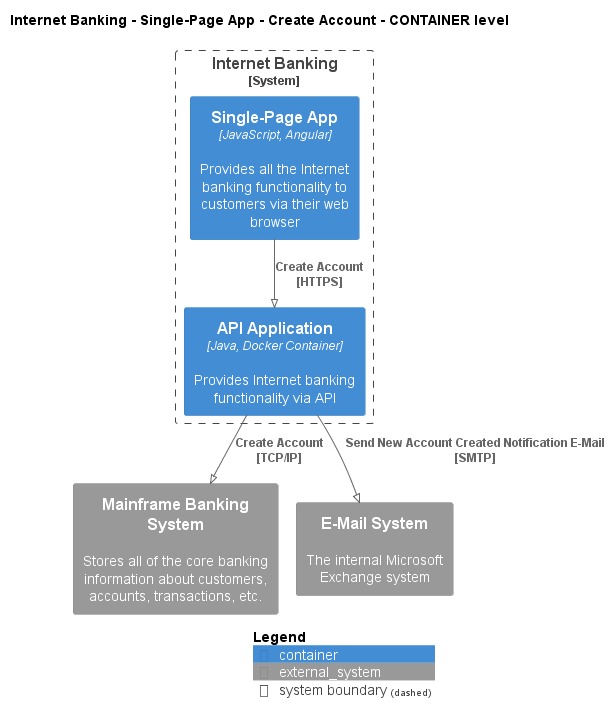 Internet Banking - Single-Page App - Create Account - CONTAINER level
Internet Banking
[System]
Single-Page App
[JavaScript, Angular]
Provides all the Internet
banking functionality to
customers via their web
browser
Create Account
[HTTPS]
API Application
[Java, Docker Container]
Provides Internet banking
functionality via API
Create Account
[TCP/IP]
Send New Account Created Notification E-Mail
[SMTP]
Mainframe Banking
System
Stores all of the core banking
information about customers,
accounts, transactions, etc.
E-Mail System
The internal Microsoft
Exchange system
Legend
container
external_system
system boundary (dashed)